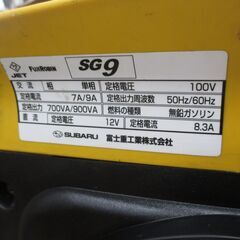 JET FUJI ROBIN SG9
交流 相 単相 定格電圧 100V
定格電流 7A/9A 定格出力周波数 50Hz/60Hz
定格出力 700VA/900VA 燃料の種類 無鉛ガソリン
直流 定格電圧 12V 定格電流 8.3A
SUBARU 富士重工業株式会社